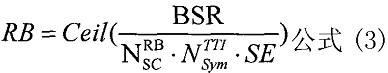 RB = Ceil(BSR / (N_SC^RB · N_Sym^TTI · SE)) 公式 (3)